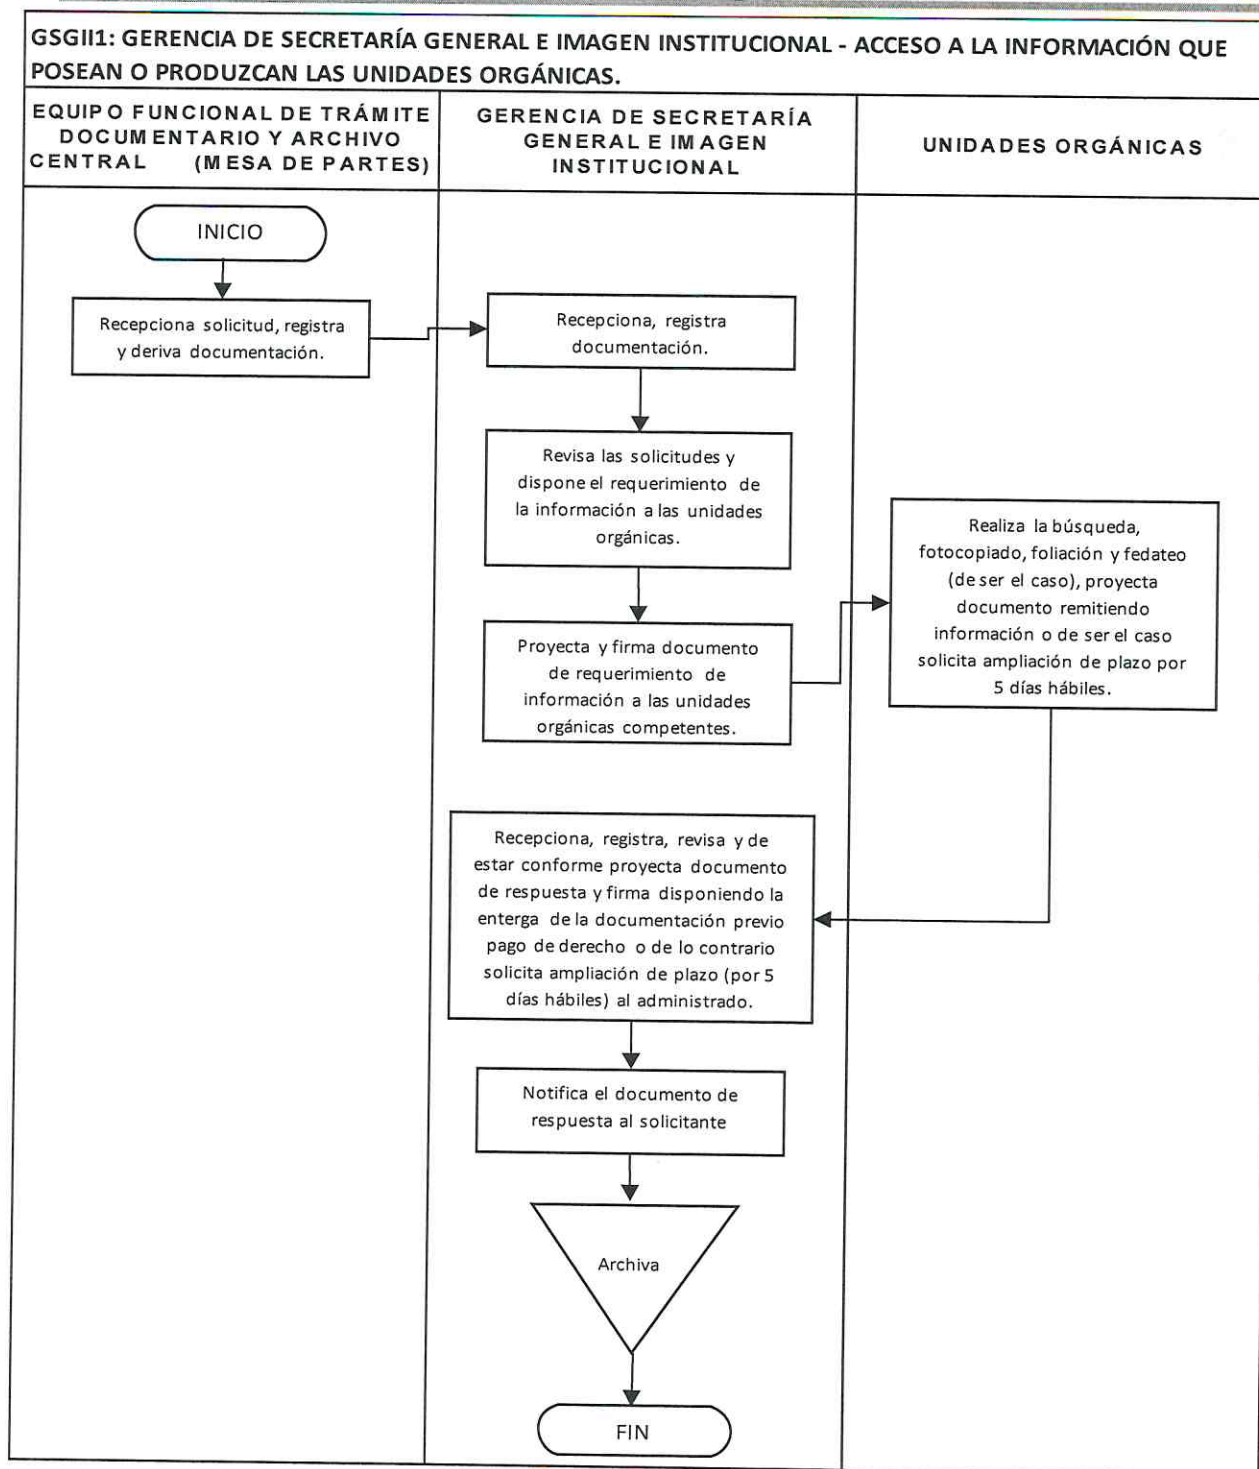 GSGII1: GERENCIA DE SECRETARÍA GENERAL E IMAGEN INSTITUCIONAL - ACCESO A LA INFORMACIÓN QUE
POSEAN O PRODUZCAN LAS UNIDADES ORGÁNICAS.
EQUIPO FUNCIONAL DE TRÁMITE
DOCUMENTARIO Y ARCHIVO
CENTRAL (MESA DE PARTES)
GERENCIA DE SECRETARÍA
GENERAL E IMAGEN
INSTITUCIONAL
UNIDADES ORGÁNICAS
INICIO
Recepciona solicitud, registra
y deriva documentación.
Recepciona, registra
documentación.
Revisa las solicitudes y
dispone el requerimiento de
la información a las unidades
orgánicas.
Proyecta y firma documento
de requerimiento de
información a las unidades
orgánicas competentes.
Realiza la búsqueda,
fotocopiado, foliación y fedateo
(de ser el caso), proyecta
documento remitiendo
información o de ser el caso
solicita ampliación de plazo por
5 días hábiles.
Recepciona, registra, revisa y de
estar conforme proyecta documento
de respuesta y firma disponiendo la
enterga de la documentación previo
pago de derecho o de lo contrario
solicita ampliación de plazo (por 5
días hábiles) al administrado.
Notifica el documento de
respuesta al solicitante
Archiva
FIN